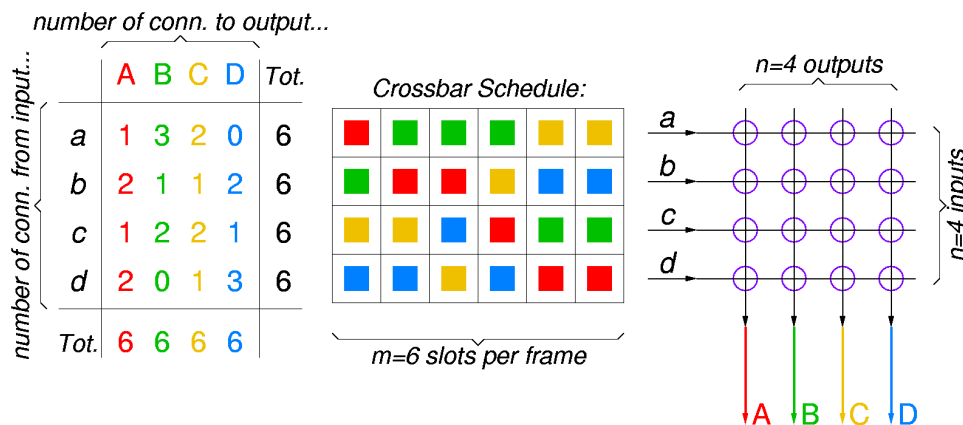 number of conn. to output...
number of conn. from input...
A B C D Tot.
a 1 3 2 0 6
b 2 1 1 2 6
c 1 2 2 1 6
d 2 0 1 3 6
Tot. 6 6 6 6
Crossbar Schedule:
m=6 slots per frame
n=4 outputs
a
b
c
d
n=4 inputs
A B C D